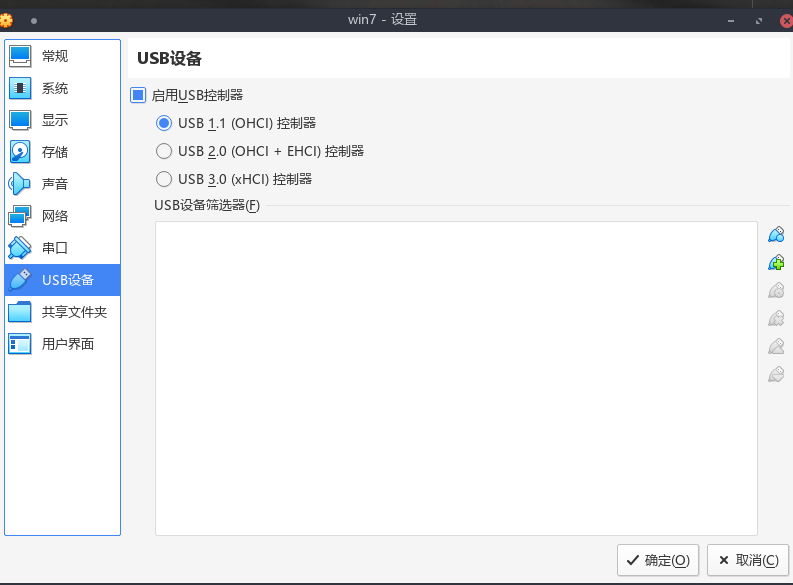 win7 - 设置
常规
系统
显示
存储
声音
网络
串口
USB设备
共享文件夹
用户界面
USB设备
启用USB控制器
USB 1.1 (OHCI) 控制器
USB 2.0 (OHCI + EHCI) 控制器
USB 3.0 (xHCI) 控制器
USB设备筛选器(F)
确定(O)
取消(C)